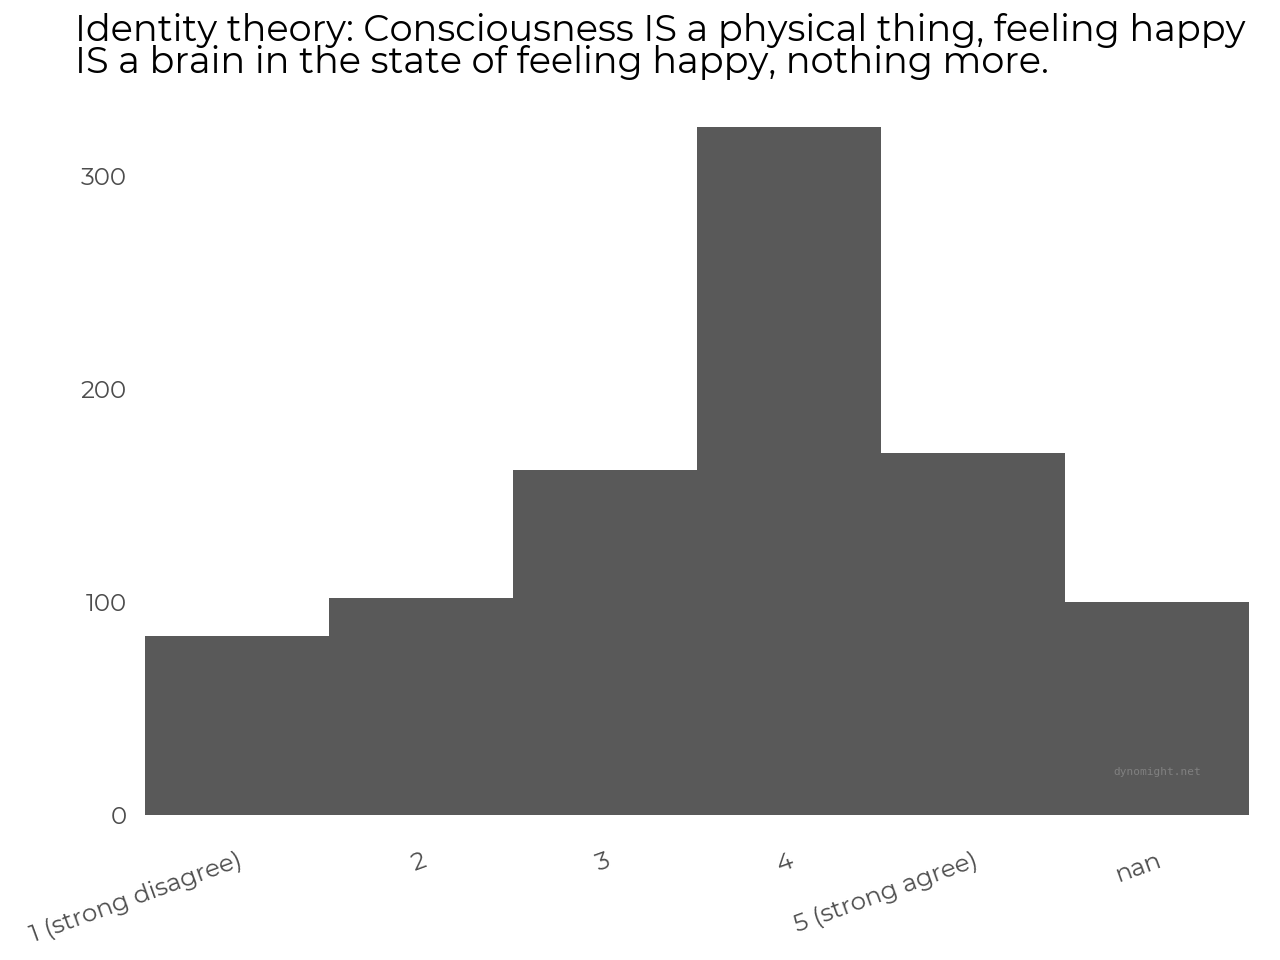 Identity theory: Consciousness IS a physical thing, feeling happy
IS a brain in the state of feeling happy, nothing more.
300
200
100
0
dynomight.net
1 (strong disagree)
2
3
4
5 (strong agree)
nan